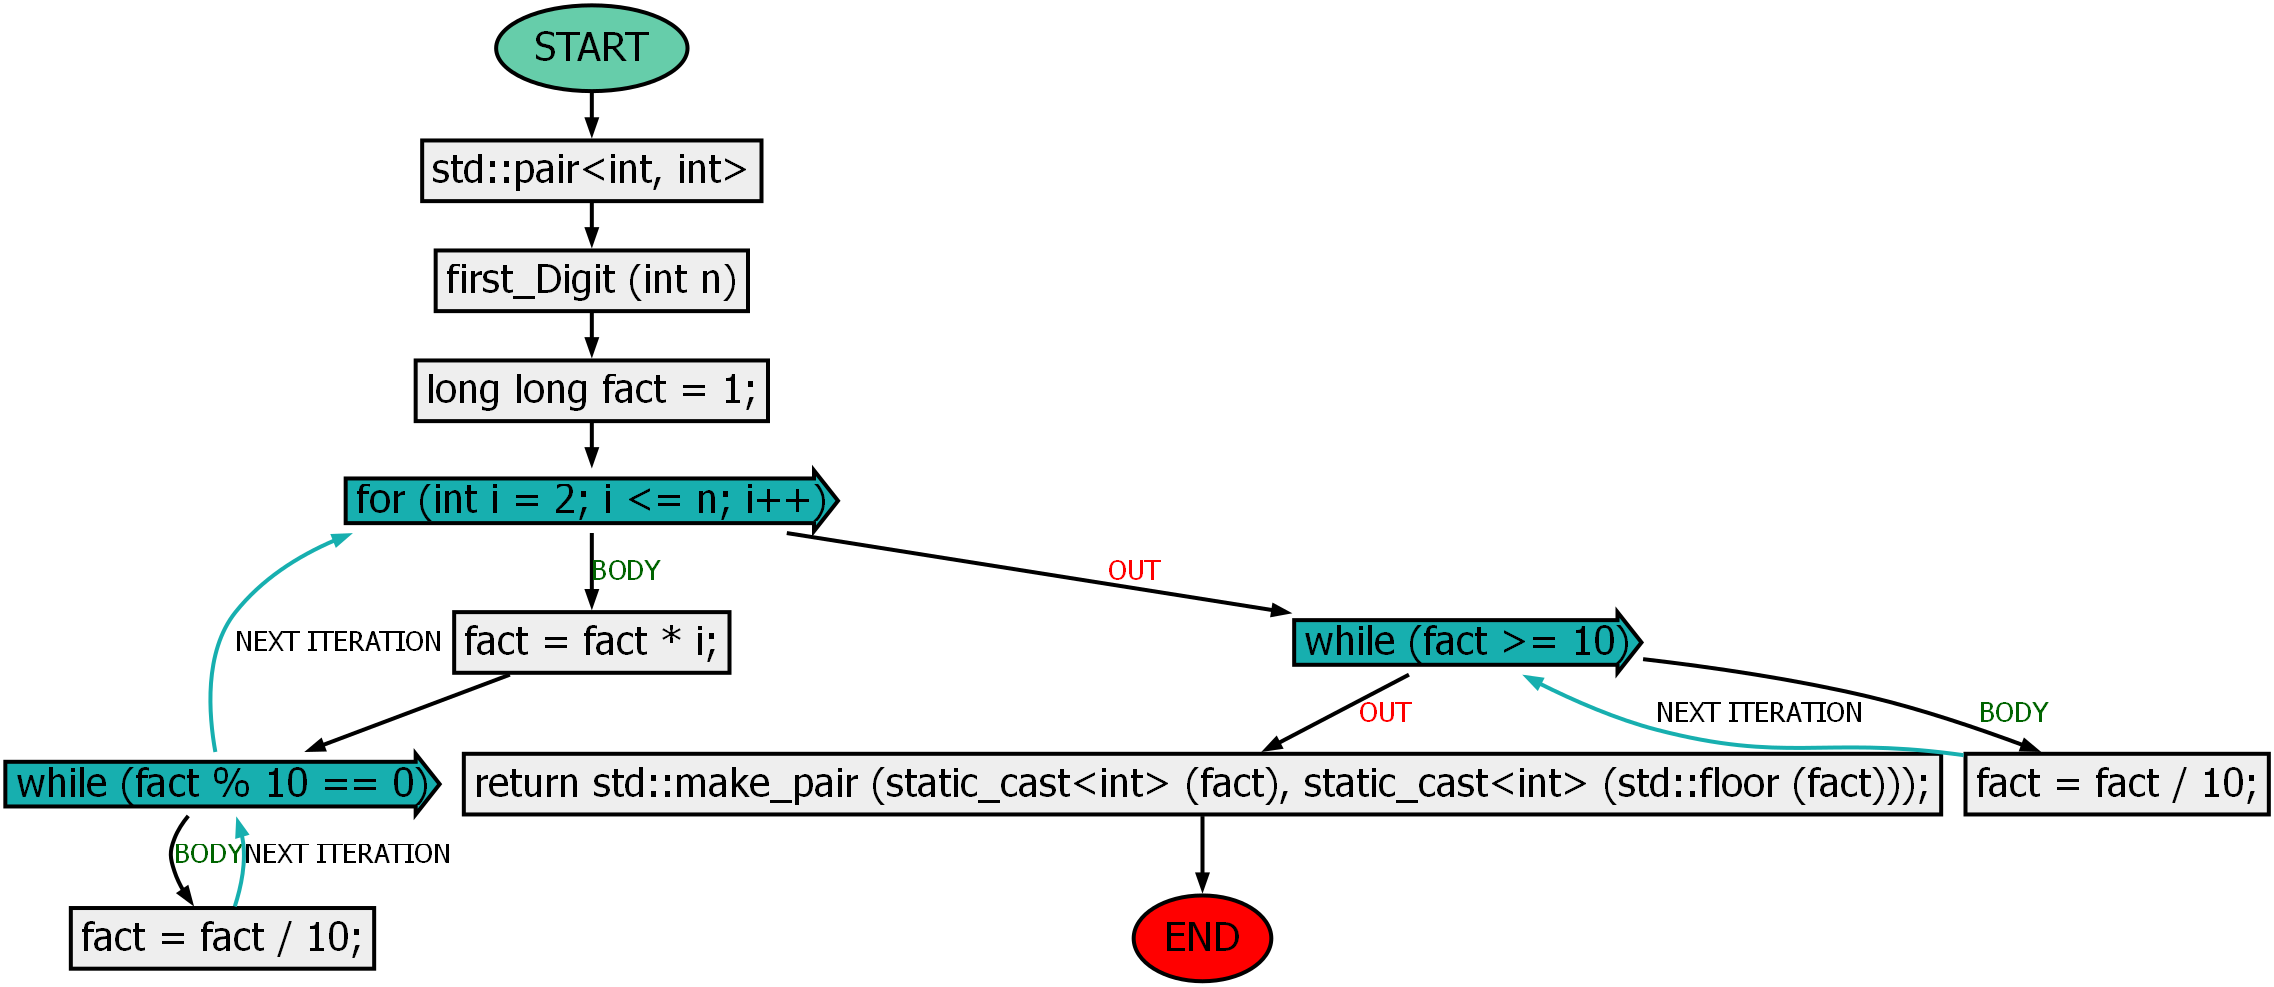 START
std::pair<int, int>
first_Digit (int n)
long long fact = 1;
for (int i = 2; i <= n; i++)
BODY
OUT
NEXT ITERATION
fact = fact * i;
while (fact >= 10)
OUT
NEXT ITERATION
BODY
while (fact % 10 == 0)
return std::make_pair (static_cast<int> (fact), static_cast<int> (std::floor (fact)));
fact = fact / 10;
BODY
NEXT ITERATION
fact = fact / 10;
END